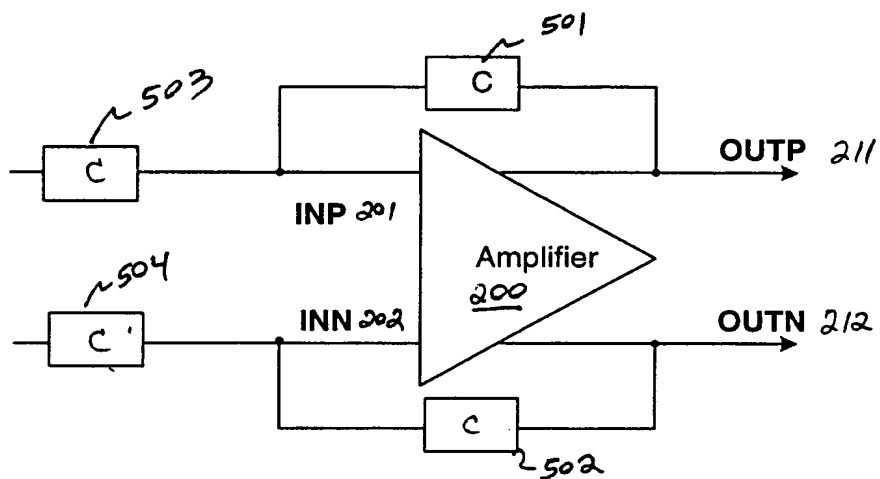 501
C
503
C
OUTP 211
INP 201
Amplifier
200
504
C
INN 202
OUTN 212
C
502